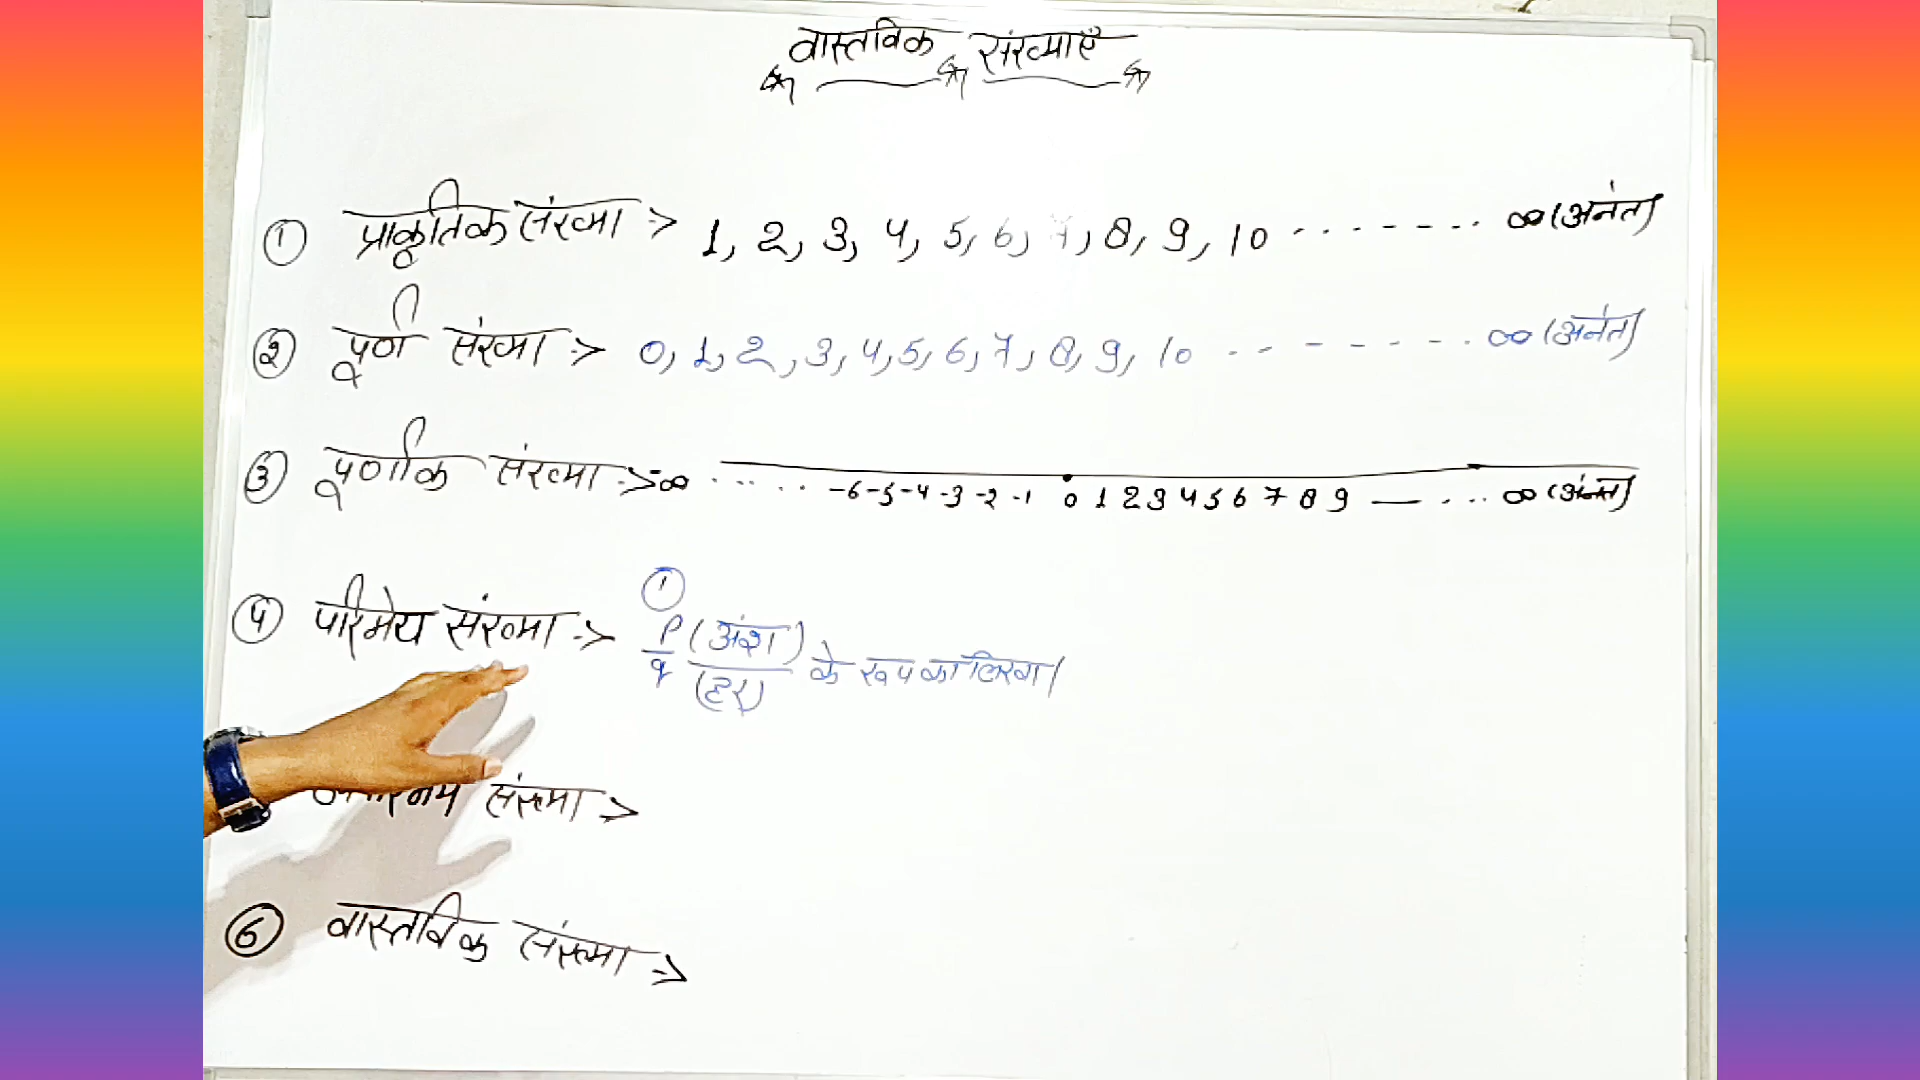 वास्तविक संख्याएँ
① प्राकृतिक संख्या :-> 1, 2, 3, 4, 5, 6, 7, 8, 9, 10 ....... ∞ (अनंत)
② पूर्ण संख्या :-> 0, 1, 2, 3, 4, 5, 6, 7, 8, 9, 10 -- - - - - - . ∞ (अनंत)
③ पूर्णांक संख्या :-> -∞ ..... -6 -5 -4 -3 -2 -1 0 1 2 3 4 5 6 7 8 9 — ... ∞ (अंनत)
①
④ परिमेय संख्या :-> P/q (अंश)/(हर) के रूप का लिखा।
संख्या :->
⑥ वास्तविक संख्या :->